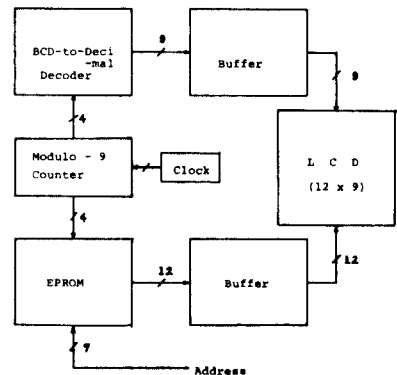 BCD-to-Deci
-mal
Decoder
9
Buffer
9
4
Modulo - 9
Counter
Clock
L C D
(12 x 9)
4
EPROM
12
Buffer
12
7
Address